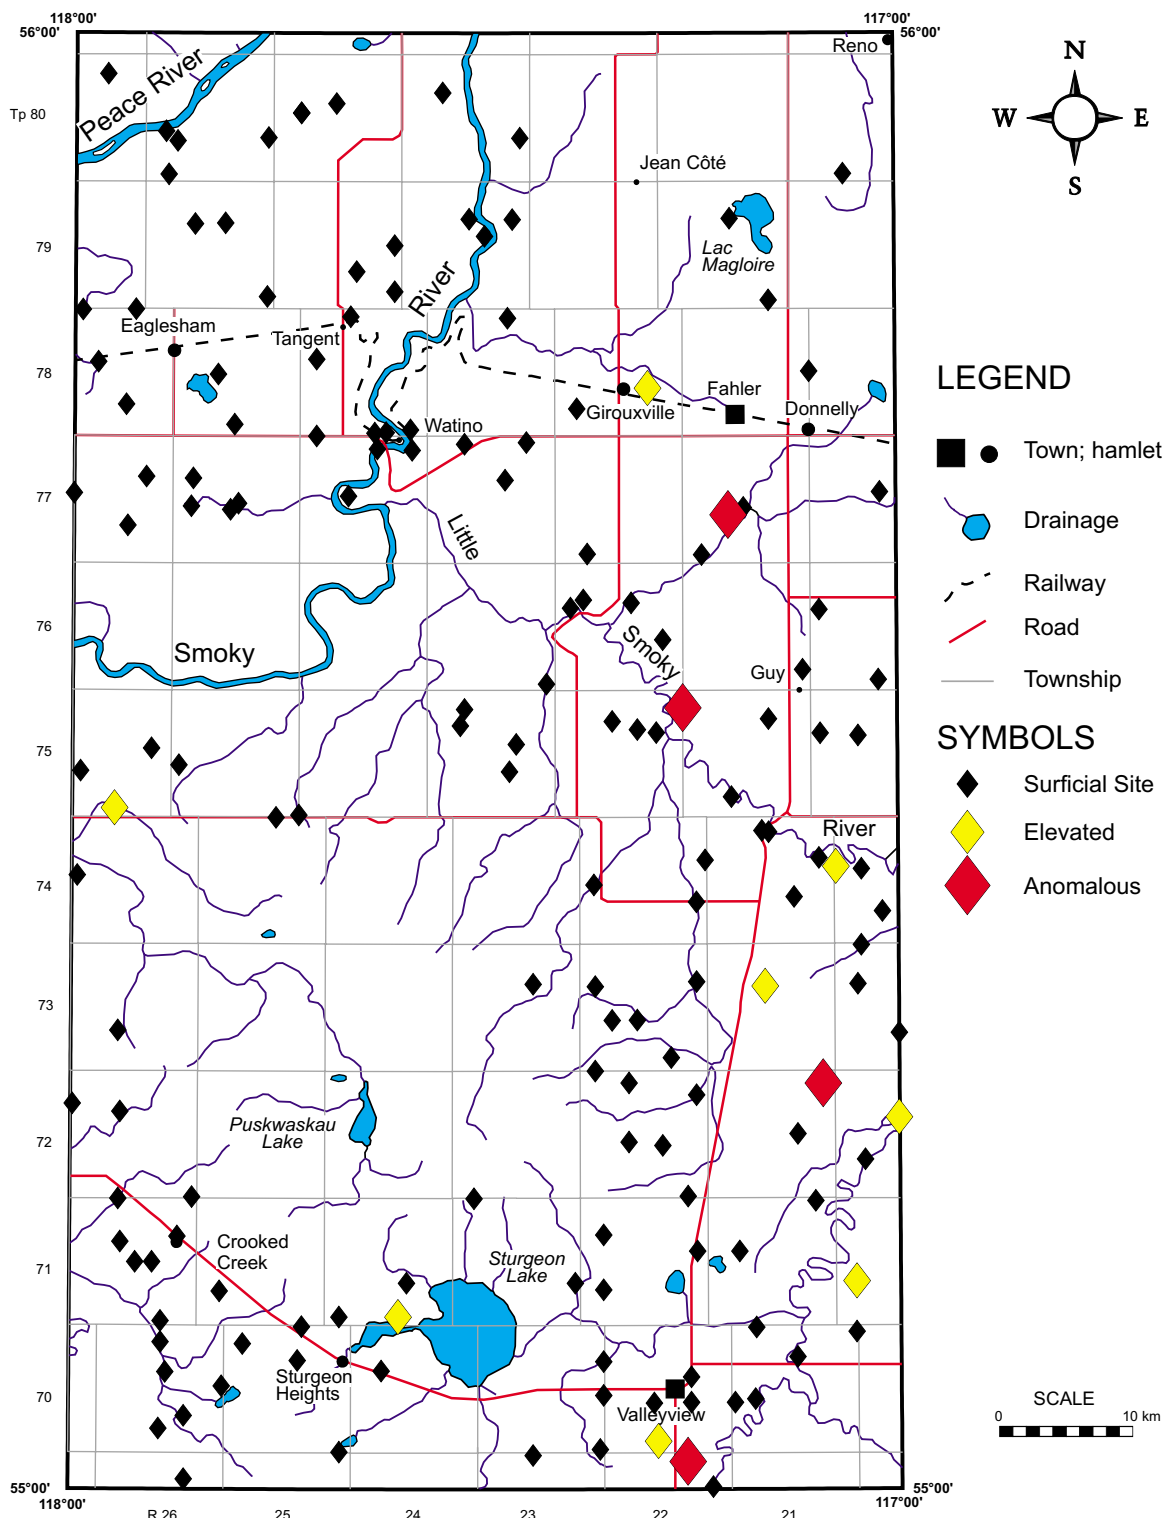 118°00'
117°00'
56°00'
56°00'
Reno
N
W
E
S
Peace River
Tp 80
Jean Côté
79
Lac
Magloire
River
Eaglesham
Tangent
78
Fahler
Girouxville
Donnelly
Watino
77
Little
76
Smoky
Smoky
Guy
75
River
74
73
Puskwaskau
Lake
72
Crooked
Creek
Sturgeon
Lake
71
Sturgeon
Heights
70
Valleyview
55°00'
55°00'
118°00'
117°00'
R 26
25
24
23
22
21
LEGEND
Town; hamlet
Drainage
Railway
Road
Township
SYMBOLS
Surficial Site
Elevated
Anomalous
SCALE
0
10 km